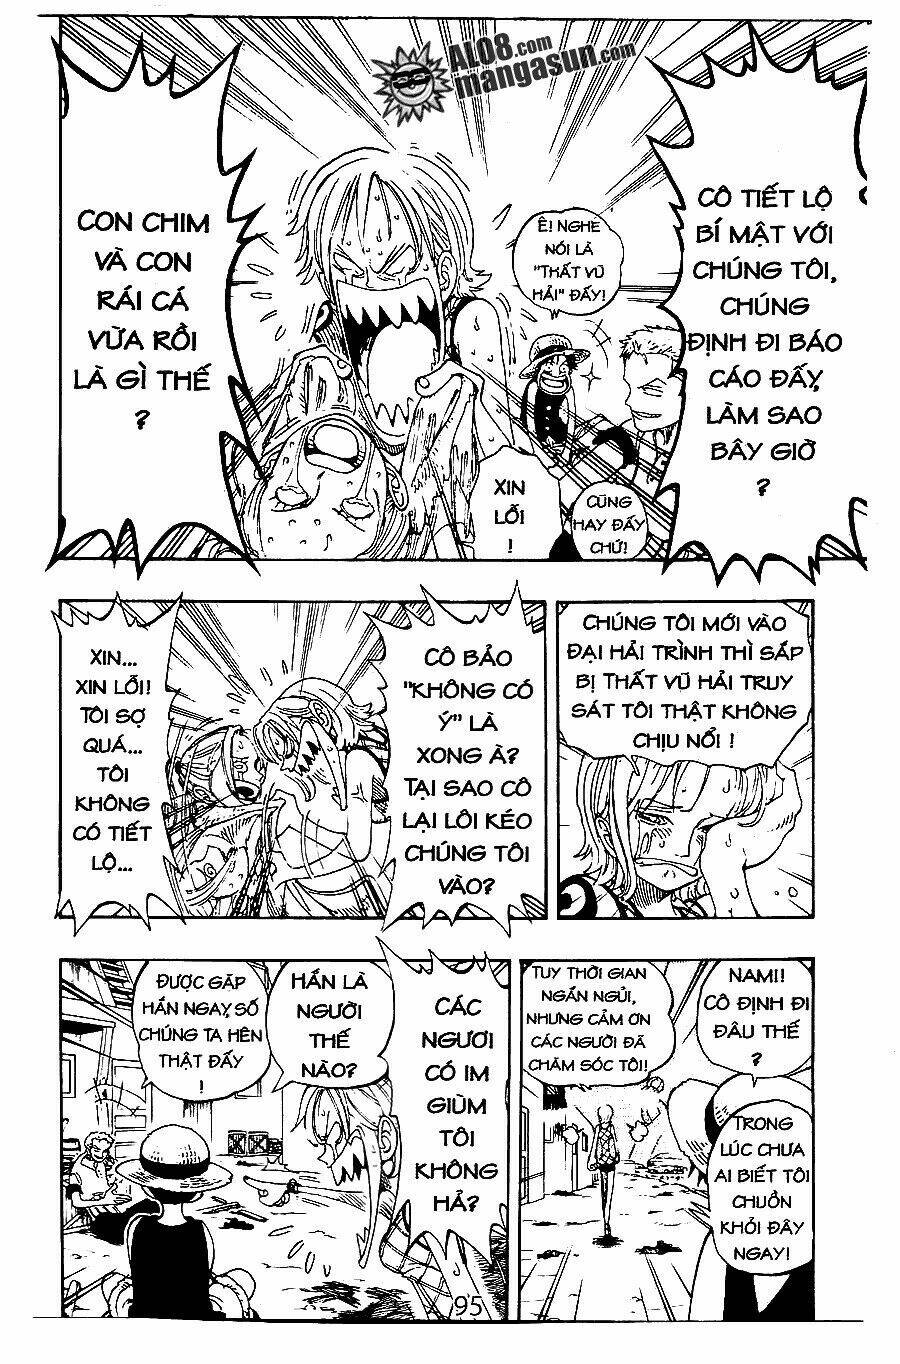 ALO8.com
mangasun.com
CÔ TIẾT LỘ
BÍ MẬT VỚI
CHÚNG TÔI,
CHÚNG
ĐỊNH ĐI BÁO
CÁO ĐẤY,
LÀM SAO
BÂY GIỜ
?
Ê! NGHE
NÓI LÀ
"THẤT VŨ
HẢI" ĐẤY!
CŨNG
HAY ĐẤY
CHỨ!
XIN
LỖI
!
CON CHIM
VÀ CON
RÁI CÁ
VỪA RỒI
LÀ GÌ THẾ
?
CHÚNG TÔI MỚI VÀO
ĐẠI HẢI TRÌNH THÌ SẮP
BỊ THẤT VŨ HẢI TRUY
SÁT TÔI THẬT KHÔNG
CHỊU NỔI !
CÔ BẢO
"KHÔNG CÓ
Ý" LÀ
XONG À?
TẠI SAO CÔ
LẠI LÔI KÉO
CHÚNG TÔI
VÀO?
XIN...
XIN LỖI!
TÔI SỢ
QUÁ...
TÔI
KHÔNG
CÓ TIẾT
LỘ...
NAMI!!
CÔ ĐỊNH ĐI
ĐÂU THẾ
?
TUY THỜI GIAN
NGẮN NGỦI,
NHƯNG CẢM ƠN
CÁC NGƯỜI ĐÃ
CHĂM SÓC TÔI!
TRONG
LÚC CHƯA
AI BIẾT TÔI
CHUỒN
KHỎI ĐÂY
NGAY!
CÁC
NGƯƠI
CÓ IM
GIÙM
TÔI
KHÔNG
HẢ?
HẮN LÀ
NGƯỜI
THẾ
NÀO?
ĐƯỢC GẶP
HẮN NGAY, SỐ
CHÚNG TA HÊN
THẬT ĐẤY
!
95